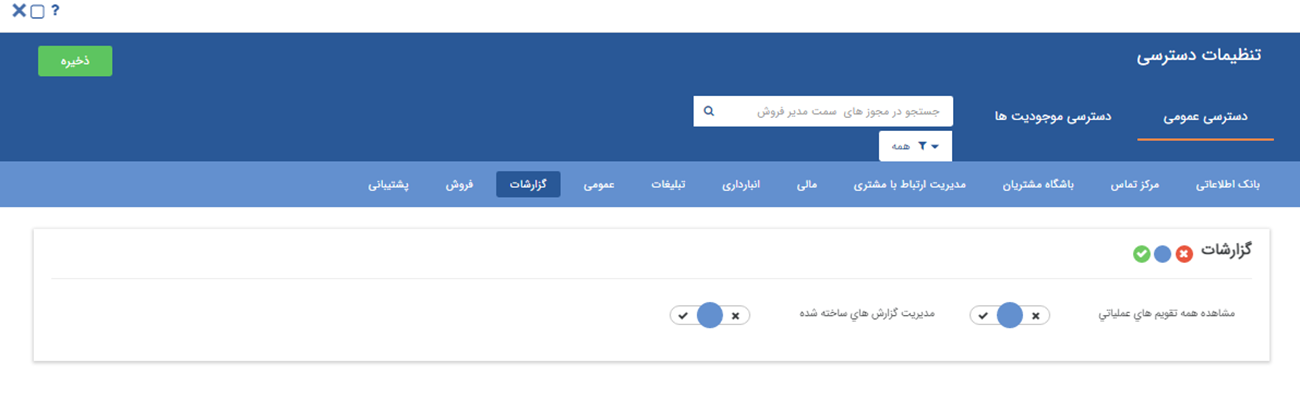 ?
تنظیمات دسترسی
ذخیره
دسترسی عمومی
دسترسی موجودیت ها
جستجو در مجوز های سمت مدیر فروش
همه
بانک اطلاعاتی مرکز تماس باشگاه مشتریان مدیریت ارتباط با مشتری مالی انبارداری تبلیغات عمومی گزارشات فروش پشتیبانی
گزارشات
مشاهده همه تقویم هاي عملیاتي
مدیریت گزارش هاي ساخته شده